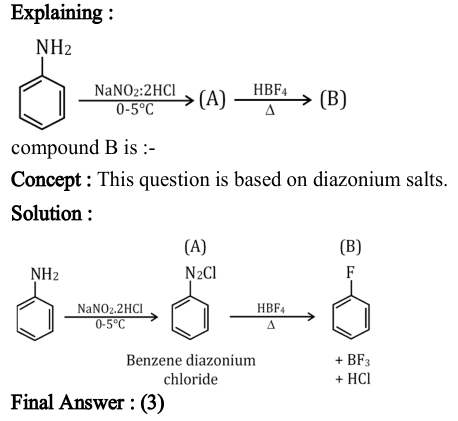 Explaining :
NH₂
NaNO₂:2HCl
0-5°C
(A)
HBF₄
Δ
(B)
compound B is :-
Concept : This question is based on diazonium salts.
Solution :
(A)
(B)
NH₂
N₂Cl
F
NaNO₂.2HCl
0-5°C
HBF₄
Δ
Benzene diazonium
chloride
+ BF₃
+ HCl
Final Answer : (3)